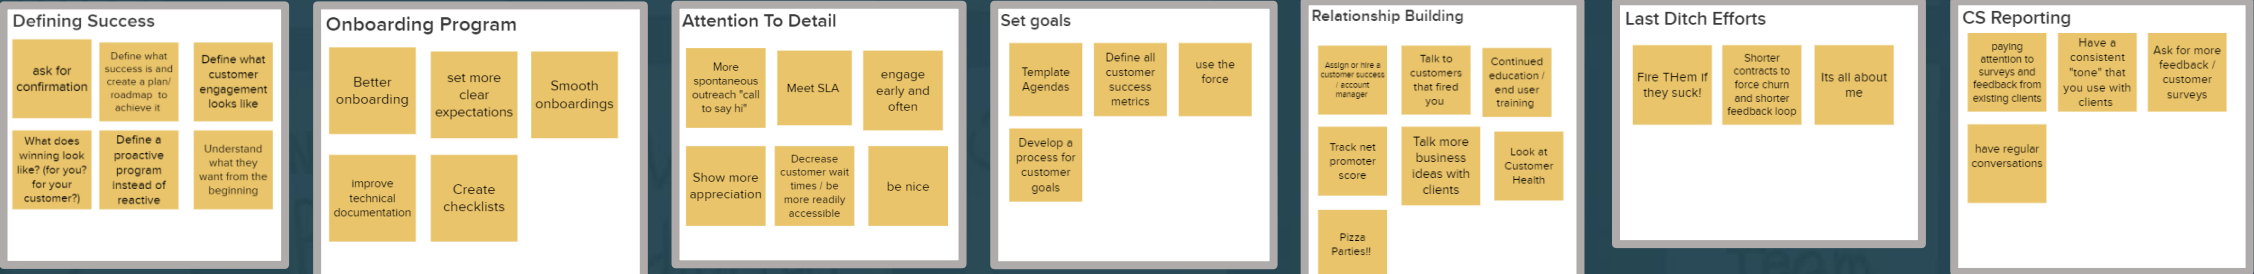 Defining Success
ask for
confirmation
Define what
success is and
create a plan/
roadmap to
achieve it
Define what
customer
engagement
looks like
What does
winning look
like? (for you?
for your
customer?)
Define a
proactive
program
instead of
reactive
Understand
what they
want from the
beginning
Onboarding Program
Better
onboarding
set more
clear
expectations
Smooth
onboardings
improve
technical
documentation
Create
checklists
Attention To Detail
More
spontaneous
outreach "call
to say hi"
Meet SLA
engage
early and
often
Show more
appreciation
Decrease
customer wait
times / be
more readily
accessible
be nice
Set goals
Template
Agendas
Define all
customer
success
metrics
use the
force
Develop a
process for
customer
goals
Relationship Building
Assign or hire a
customer success
/ account
manager
Talk to
customers
that fired
you
Continued
education /
end user
training
Track net
promoter
score
Talk more
business
ideas with
clients
Look at
Customer
Health
Pizza
Parties!!
Last Ditch Efforts
Fire THem if
they suck!
Shorter
contracts to
force churn
and shorter
feedback loop
Its all about
me
CS Reporting
paying
attention to
surveys and
feedback from
existing clients
Have a
consistent
"tone" that
you use with
clients
Ask for more
feedback /
customer
surveys
have regular
conversations
Team